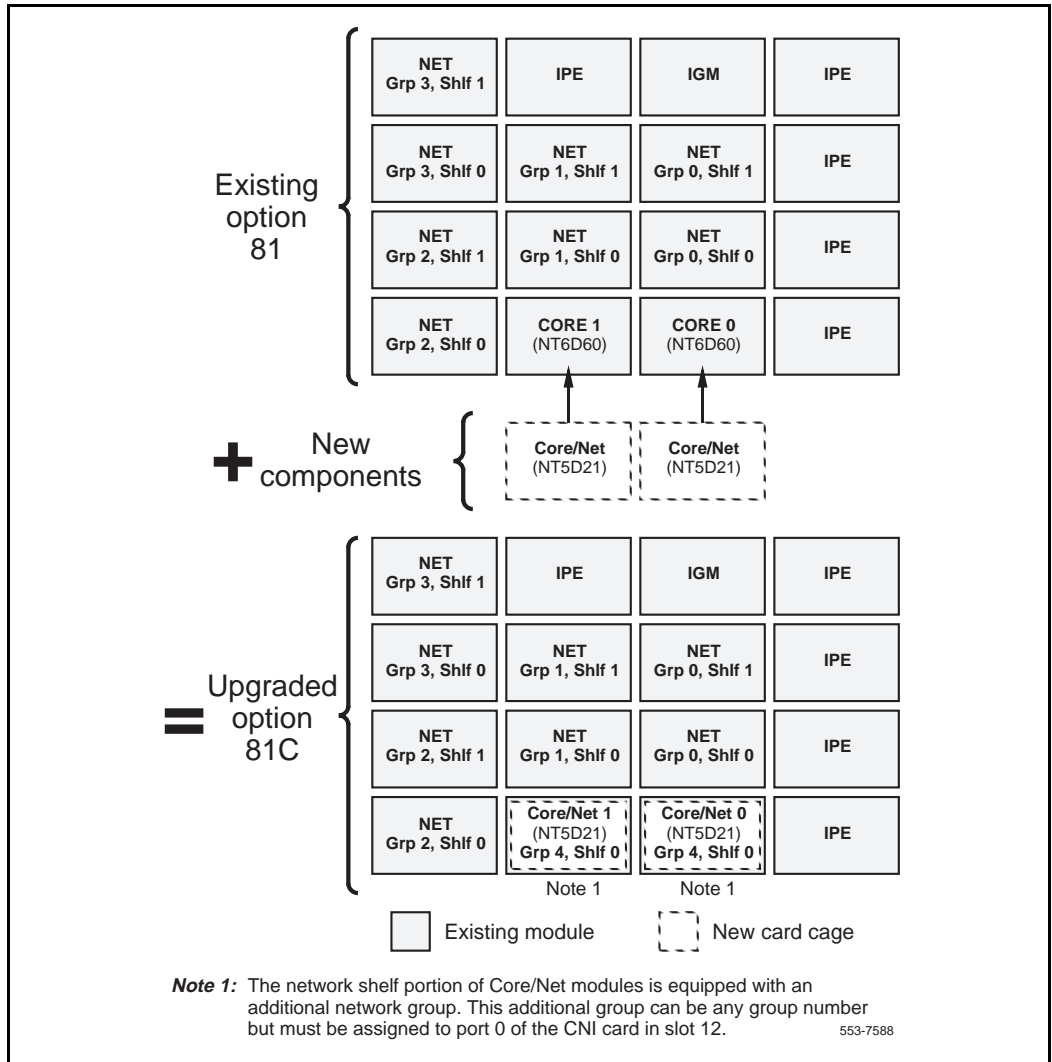 NET
Grp 3, Shlf 1
IPE
IGM
IPE
NET
Grp 3, Shlf 0
NET
Grp 1, Shlf 1
NET
Grp 0, Shlf 1
IPE
Existing
option
81
NET
Grp 2, Shlf 1
NET
Grp 1, Shlf 0
NET
Grp 0, Shlf 0
IPE
NET
Grp 2, Shlf 0
CORE 1
(NT6D60)
CORE 0
(NT6D60)
IPE
+
New
components
Core/Net
(NT5D21)
Core/Net
(NT5D21)
NET
Grp 3, Shlf 1
IPE
IGM
IPE
NET
Grp 3, Shlf 0
NET
Grp 1, Shlf 1
NET
Grp 0, Shlf 1
IPE
=
Upgraded
option
81C
NET
Grp 2, Shlf 1
NET
Grp 1, Shlf 0
NET
Grp 0, Shlf 0
IPE
NET
Grp 2, Shlf 0
Core/Net 1
(NT5D21)
Grp 4, Shlf 0
Core/Net 0
(NT5D21)
Grp 4, Shlf 0
IPE
Note 1
Note 1
Existing module
New card cage
Note 1: The network shelf portion of Core/Net modules is equipped with an
additional network group. This additional group can be any group number
but must be assigned to port 0 of the CNI card in slot 12.
553-7588